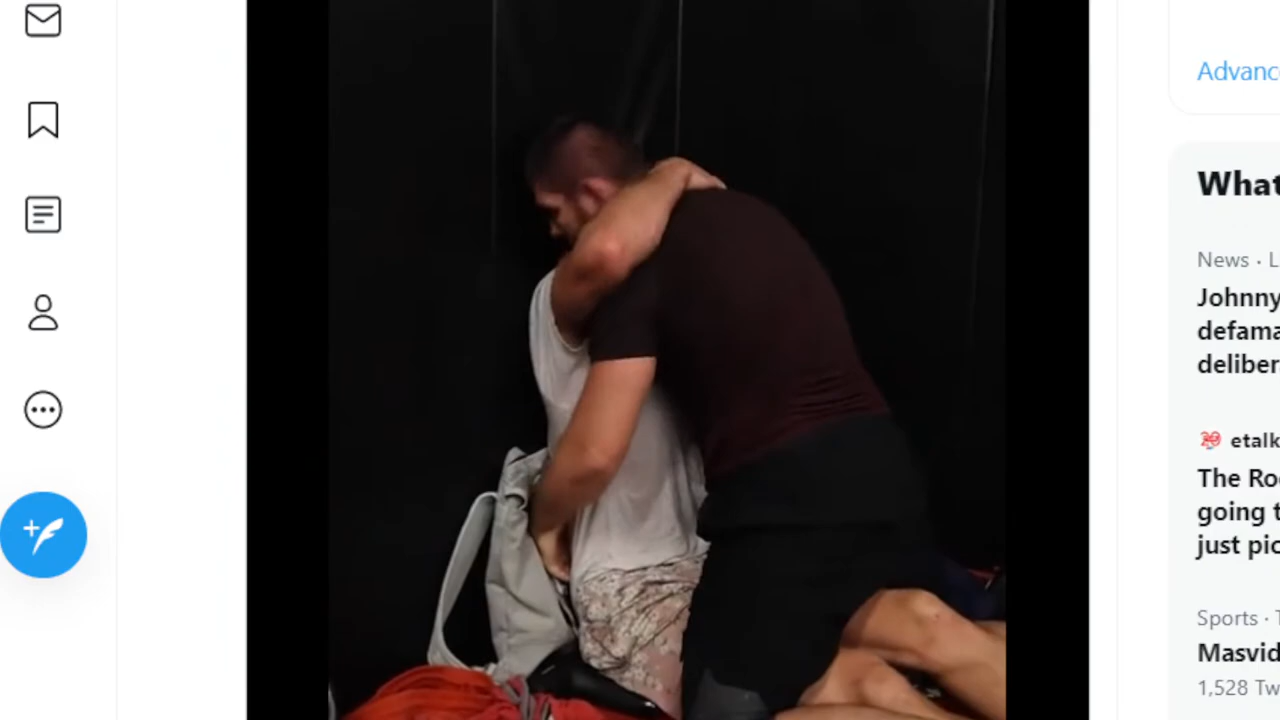 Advanc
What
News · L
Johnny
defama
deliber
etalk
The Ro
going t
just pic
Sports · T
Masvid
1,528 Tw